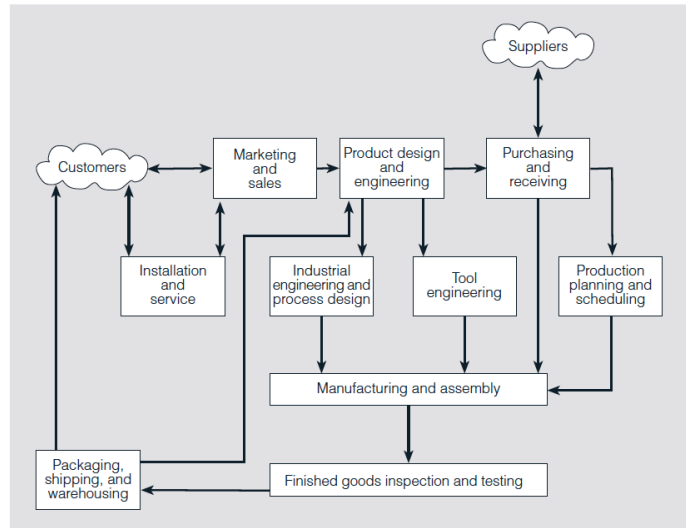 Suppliers
Customers
Marketing
and
sales
Product design
and
engineering
Purchasing
and
receiving
Installation
and
service
Industrial
engineering and
process design
Tool
engineering
Production
planning and
scheduling
Manufacturing and assembly
Packaging,
shipping, and
warehousing
Finished goods inspection and testing